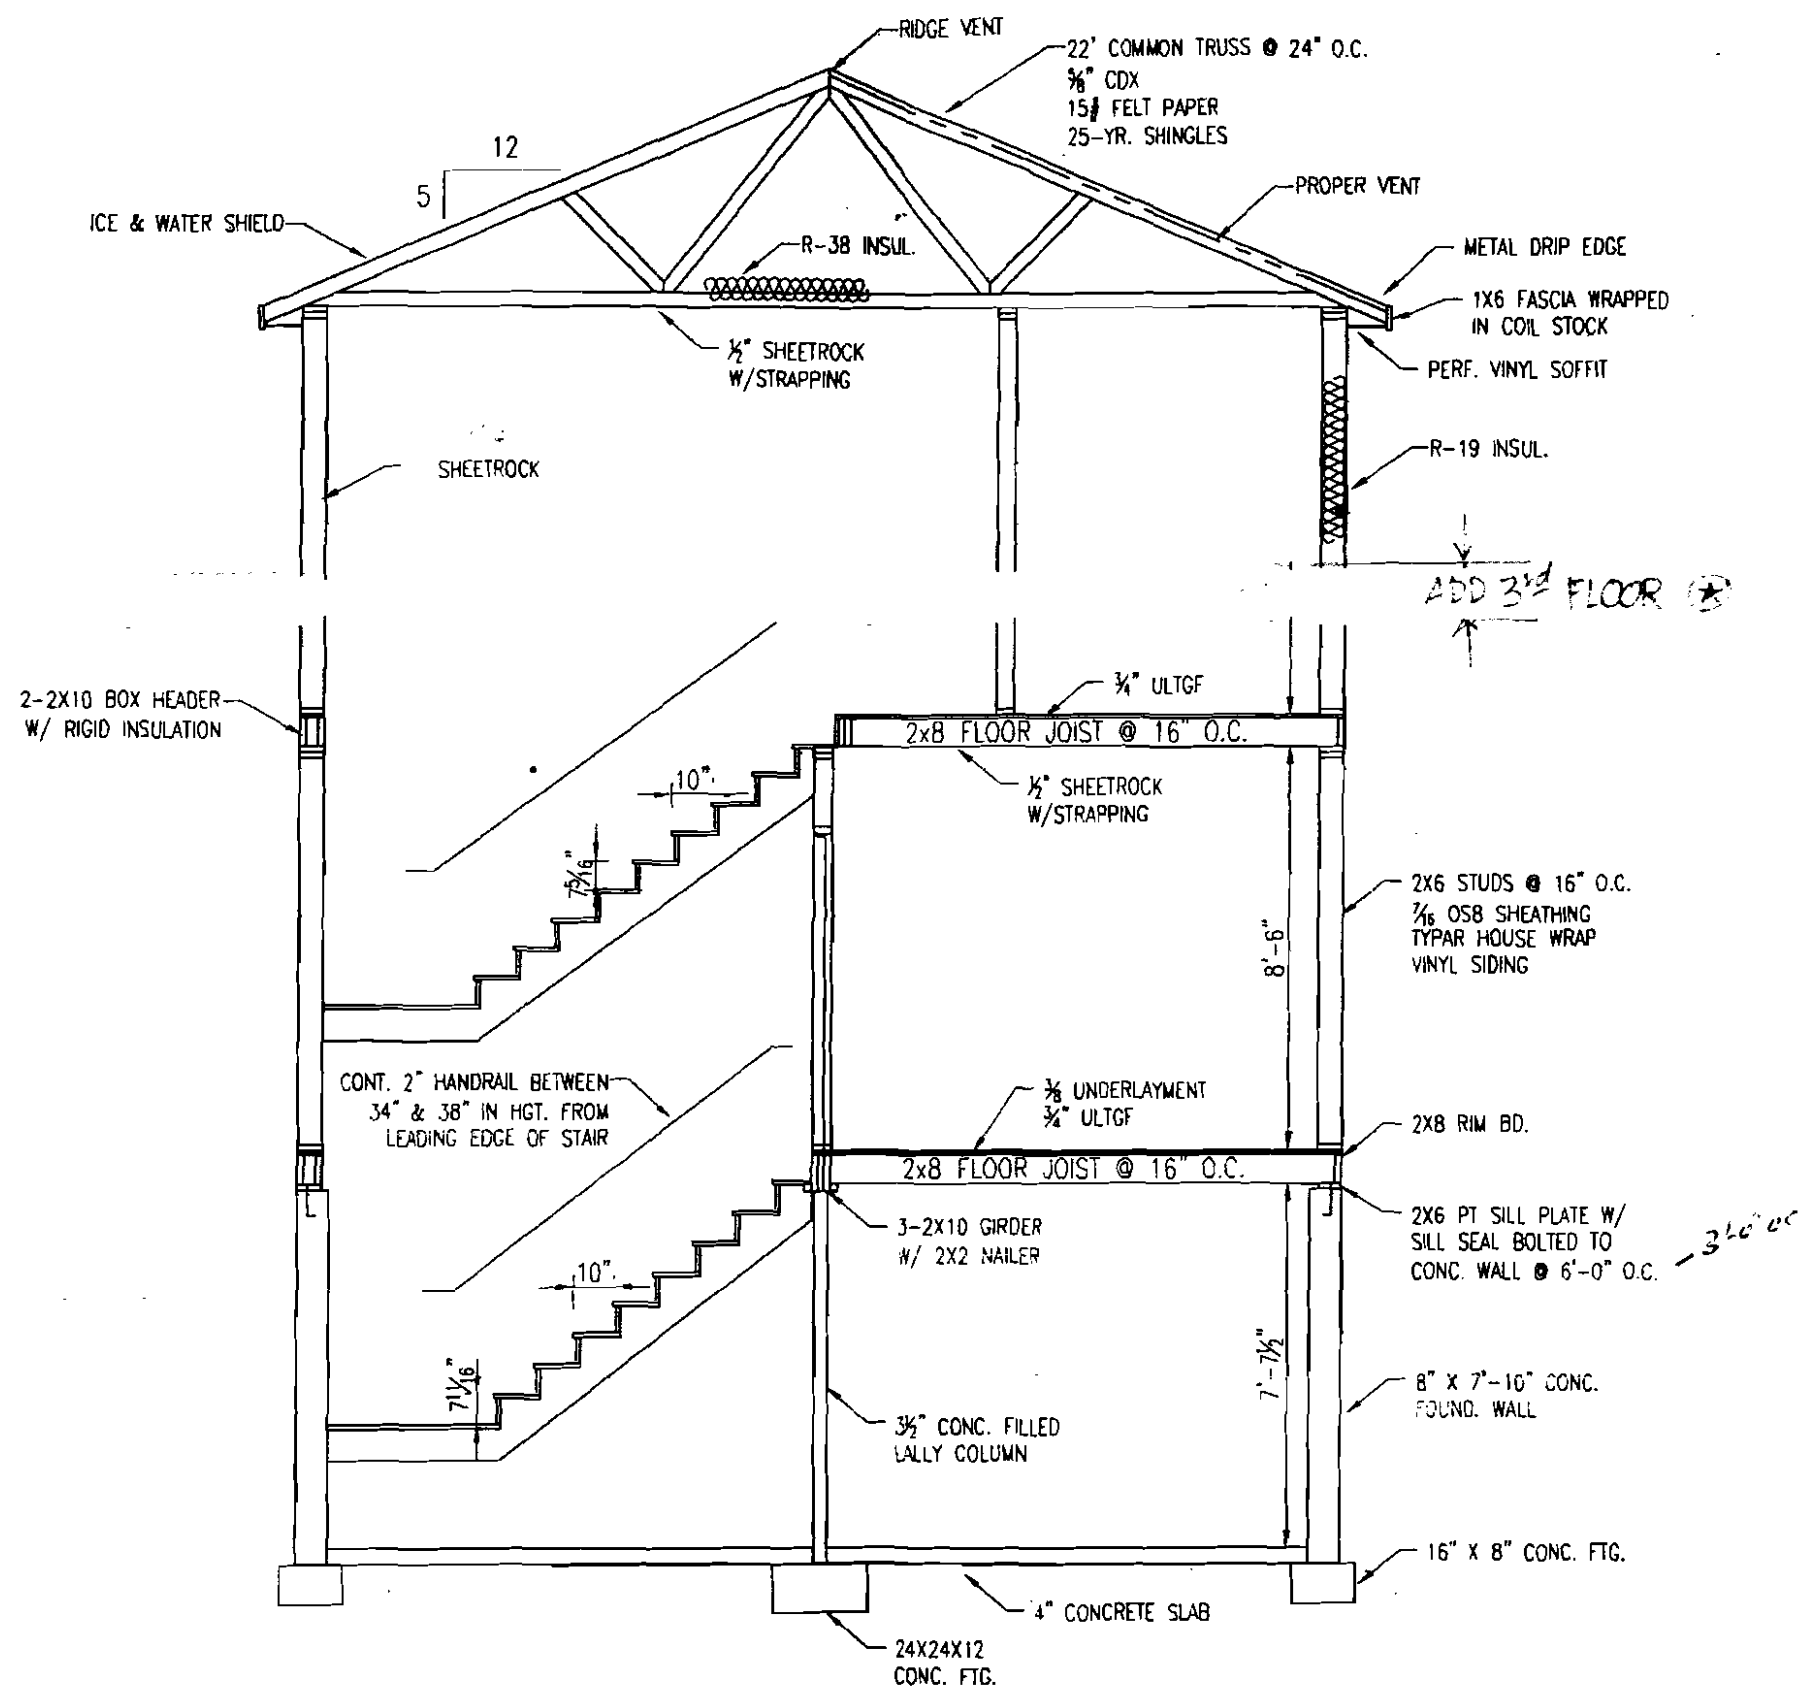 RIDGE VENT
22' COMMON TRUSS @ 24" O.C.
5/8" CDX
15# FELT PAPER
25-YR. SHINGLES
12
5
PROPER VENT
ICE & WATER SHIELD
R-38 INSUL.
METAL DRIP EDGE
1X6 FASCIA WRAPPED
IN COIL STOCK
½" SHEETROCK
W/STRAPPING
PERF. VINYL SOFFIT
SHEETROCK
R-19 INSUL.
ADD 3rd FLOOR
2-2X10 BOX HEADER
W/ RIGID INSULATION
¾" ULTGF
2x8 FLOOR JOIST @ 16" O.C.
10"
½" SHEETROCK
W/STRAPPING
7 5/16"
2X6 STUDS @ 16" O.C.
7/16 OSB SHEATHING
TYPAR HOUSE WRAP
VINYL SIDING
8'-6"
CONT. 2" HANDRAIL BETWEEN
34" & 38" IN HGT. FROM
LEADING EDGE OF STAIR
3/8 UNDERLAYMENT
¾" ULTGF
2X8 RIM BD.
2x8 FLOOR JOIST @ 16" O.C.
3-2X10 GIRDER
W/ 2X2 NAILER
2X6 PT SILL PLATE W/
SILL SEAL BOLTED TO
CONC. WALL @ 6'-0" O.C.
10"
7 11/16"
7'-7½"
8" X 7'-10" CONC.
FOUND. WALL
3½" CONC. FILLED
LALLY COLUMN
16" X 8" CONC. FTG.
4" CONCRETE SLAB
24X24X12
CONC. FTG.